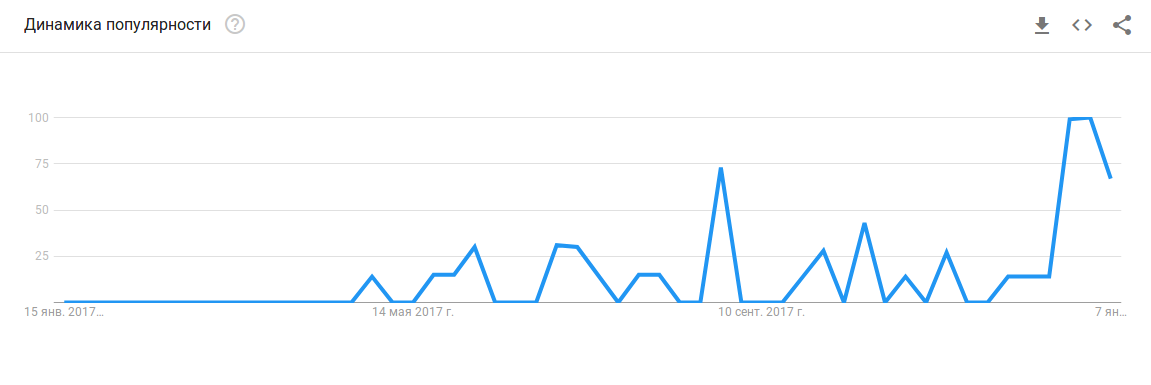 Динамика популярности ?
100
75
50
25
15 янв. 2017…
14 мая 2017 г.
10 сент. 2017 г.
7 ян…